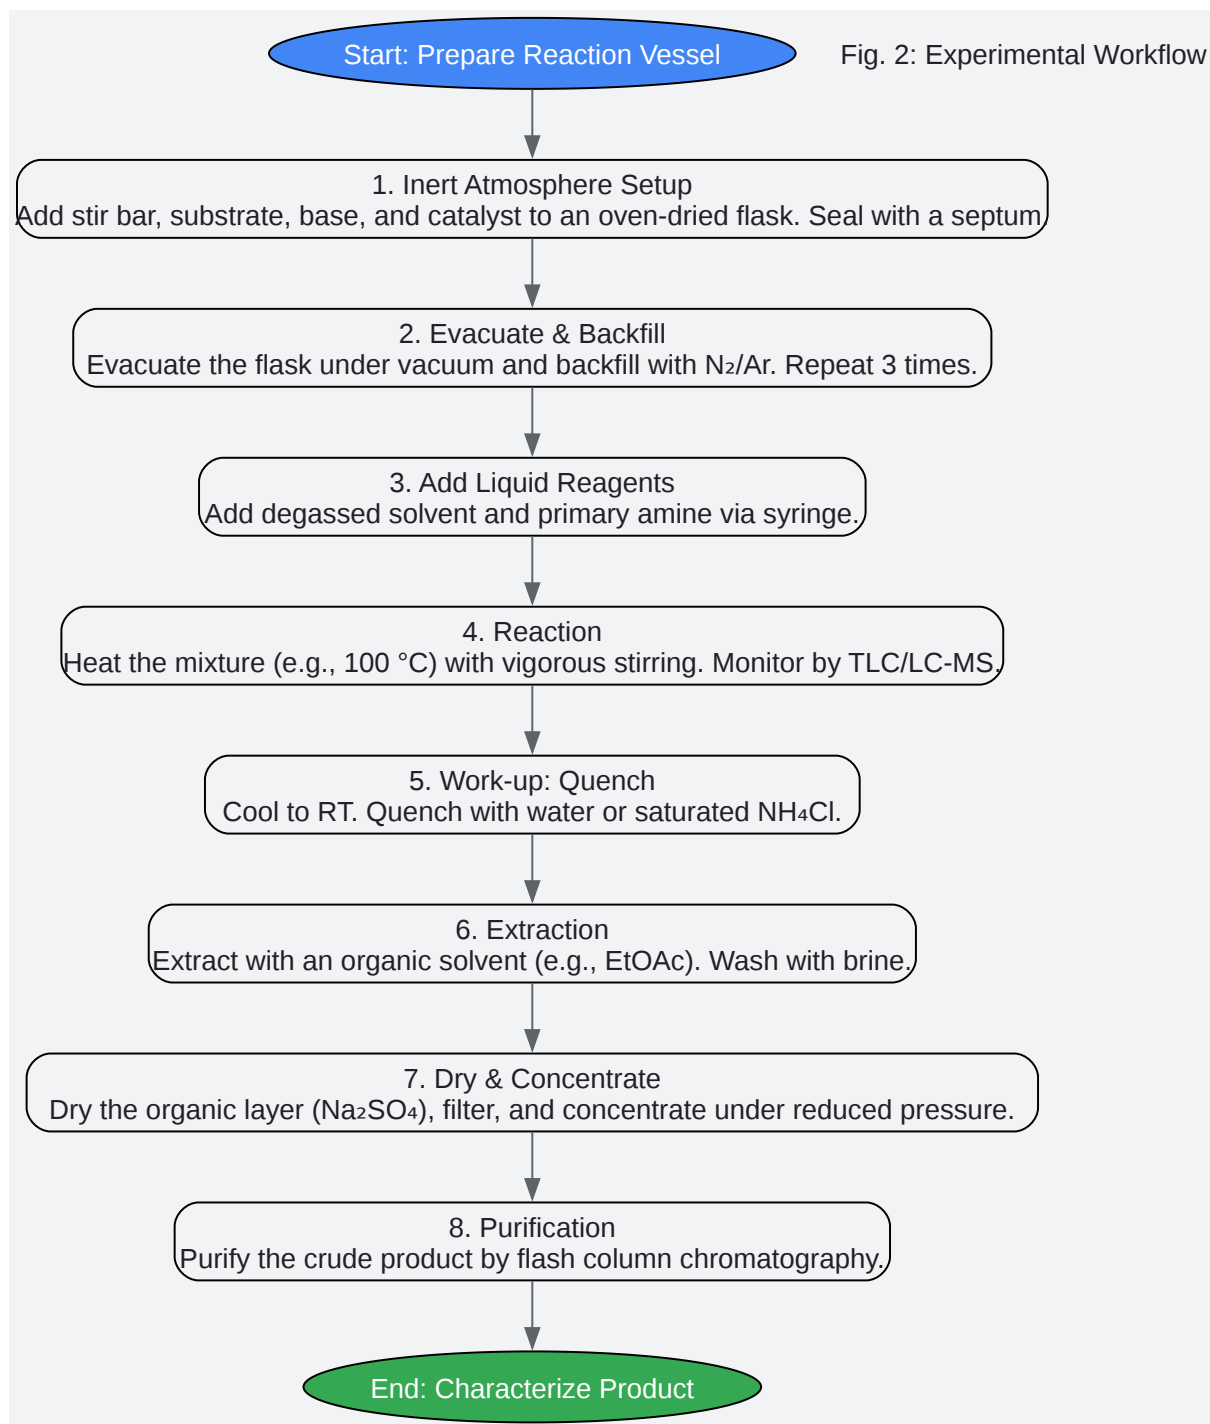 Start: Prepare Reaction Vessel
Fig. 2: Experimental Workflow
1. Inert Atmosphere Setup
Add stir bar, substrate, base, and catalyst to an oven-dried flask. Seal with a septum.
2. Evacuate & Backfill
Evacuate the flask under vacuum and backfill with N₂/Ar. Repeat 3 times.
3. Add Liquid Reagents
Add degassed solvent and primary amine via syringe.
4. Reaction
Heat the mixture (e.g., 100 °C) with vigorous stirring. Monitor by TLC/LC-MS.
5. Work-up: Quench
Cool to RT. Quench with water or saturated NH₄Cl.
6. Extraction
Extract with an organic solvent (e.g., EtOAc). Wash with brine.
7. Dry & Concentrate
Dry the organic layer (Na₂SO₄), filter, and concentrate under reduced pressure.
8. Purification
Purify the crude product by flash column chromatography.
End: Characterize Product